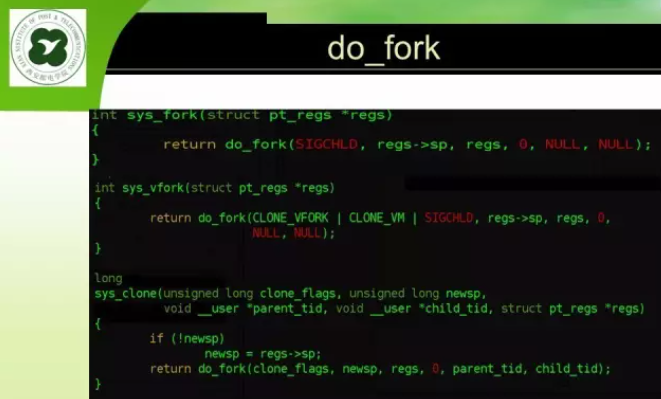 do_fork
int sys_fork(struct pt_regs *regs)
{
return do_fork(SIGCHLD, regs->sp, regs, 0, NULL, NULL);
}
int sys_vfork(struct pt_regs *regs)
{
return do_fork(CLONE_VFORK | CLONE_VM | SIGCHLD, regs->sp, regs, 0,
NULL, NULL);
}
long
sys_clone(unsigned long clone_flags, unsigned long newsp,
void __user *parent_tid, void __user *child_tid, struct pt_regs *regs)
{
if (!newsp)
newsp = regs->sp;
return do_fork(clone_flags, newsp, regs, 0, parent_tid, child_tid);
}